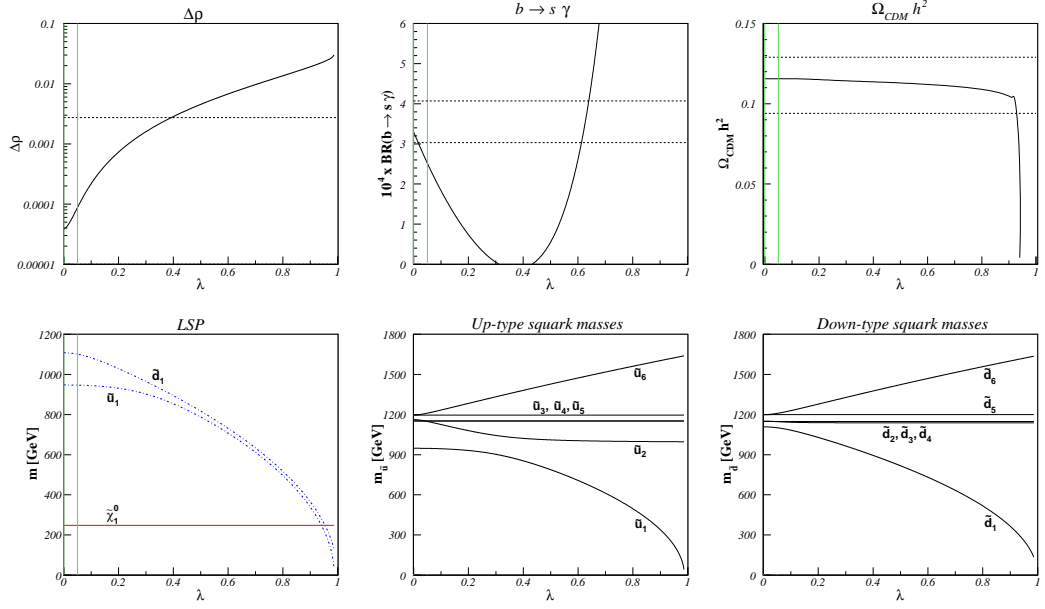 Δρ
Δρ
0.1
0.01
0.001
0.0001
0.00001
0 0.2 0.4 0.6 0.8 1
λ
b → s γ
10⁴ x BR(b → s γ)
6
5
4
3
2
1
0
0 0.2 0.4 0.6 0.8 1
λ
Ω_CDM h²
Ω_CDM h²
0.15
0.1
0.05
0
0 0.2 0.4 0.6 0.8 1
λ
LSP
m [GeV]
1200
1000
800
600
400
200
0
d̃₁
ũ₁
χ̃₁⁰
0 0.2 0.4 0.6 0.8 1
λ
Up-type squark masses
m_ũ [GeV]
1800
1500
1200
900
600
300
0
ũ₆
ũ₃, ũ₄, ũ₅
ũ₂
ũ₁
0 0.2 0.4 0.6 0.8 1
λ
Down-type squark masses
m_d̃ [GeV]
1800
1500
1200
900
600
300
0
d̃₆
d̃₅
d̃₂, d̃₃, d̃₄
d̃₁
0 0.2 0.4 0.6 0.8 1
λ